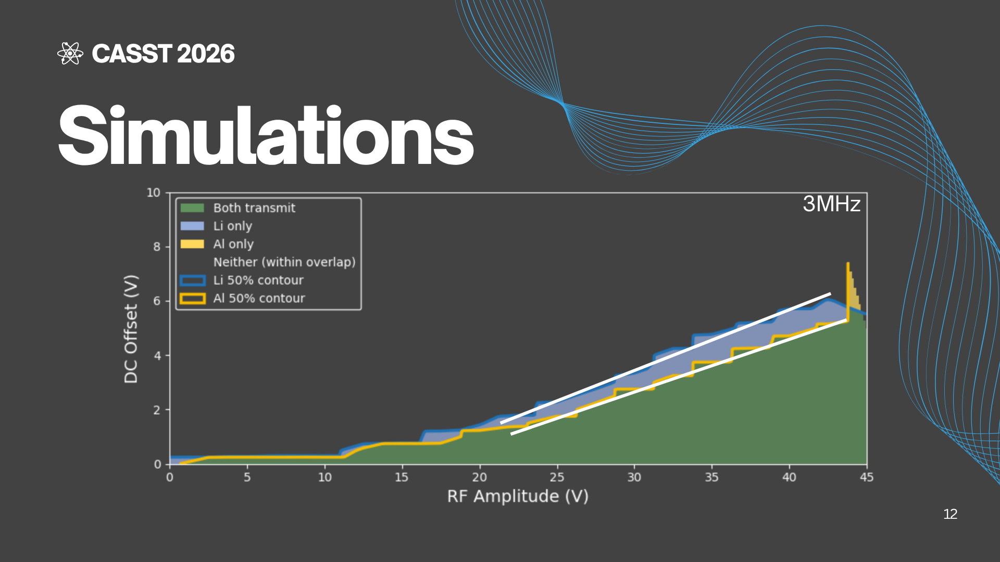 CASST 2026
Simulations
3MHz
Both transmit
Li only
Al only
Neither (within overlap)
Li 50% contour
Al 50% contour
DC Offset (V)
10
8
6
4
2
0
0 5 10 15 20 25 30 35 40 45
RF Amplitude (V)
12